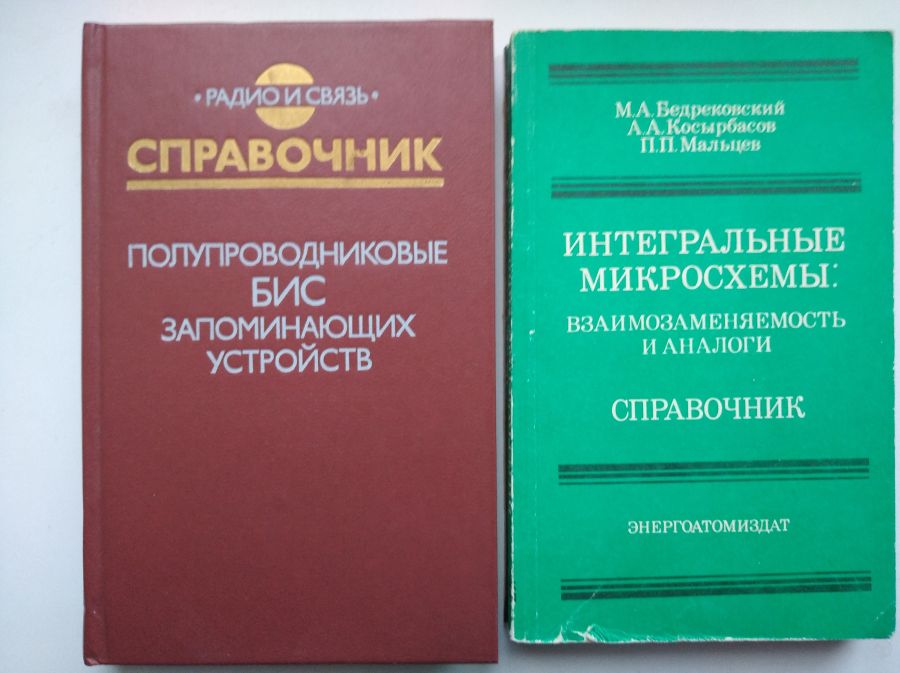 • РАДИО И СВЯЗЬ •
СПРАВОЧНИК
ПОЛУПРОВОДНИКОВЫЕ
БИС
ЗАПОМИНАЮЩИХ
УСТРОЙСТВ
М.А.Бедрековский
А.А.Косырбасов
П.П.Мальцев
ИНТЕГРАЛЬНЫЕ
МИКРОСХЕМЫ:
ВЗАИМОЗАМЕНЯЕМОСТЬ
И АНАЛОГИ
СПРАВОЧНИК
ЭНЕРГОАТОМИЗДАТ